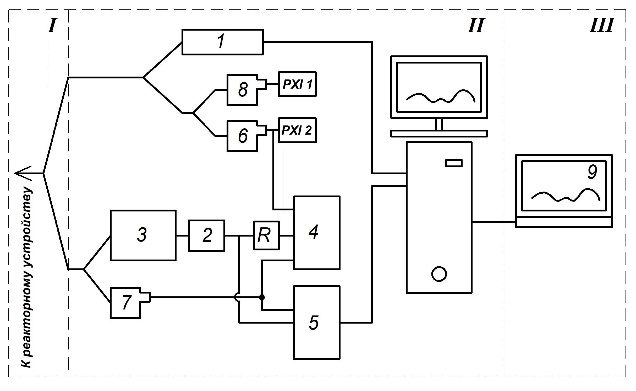 I
II
III
1
8
PXI 1
6
PXI 2
9
3
2
R
4
7
5
К реакторному устройству